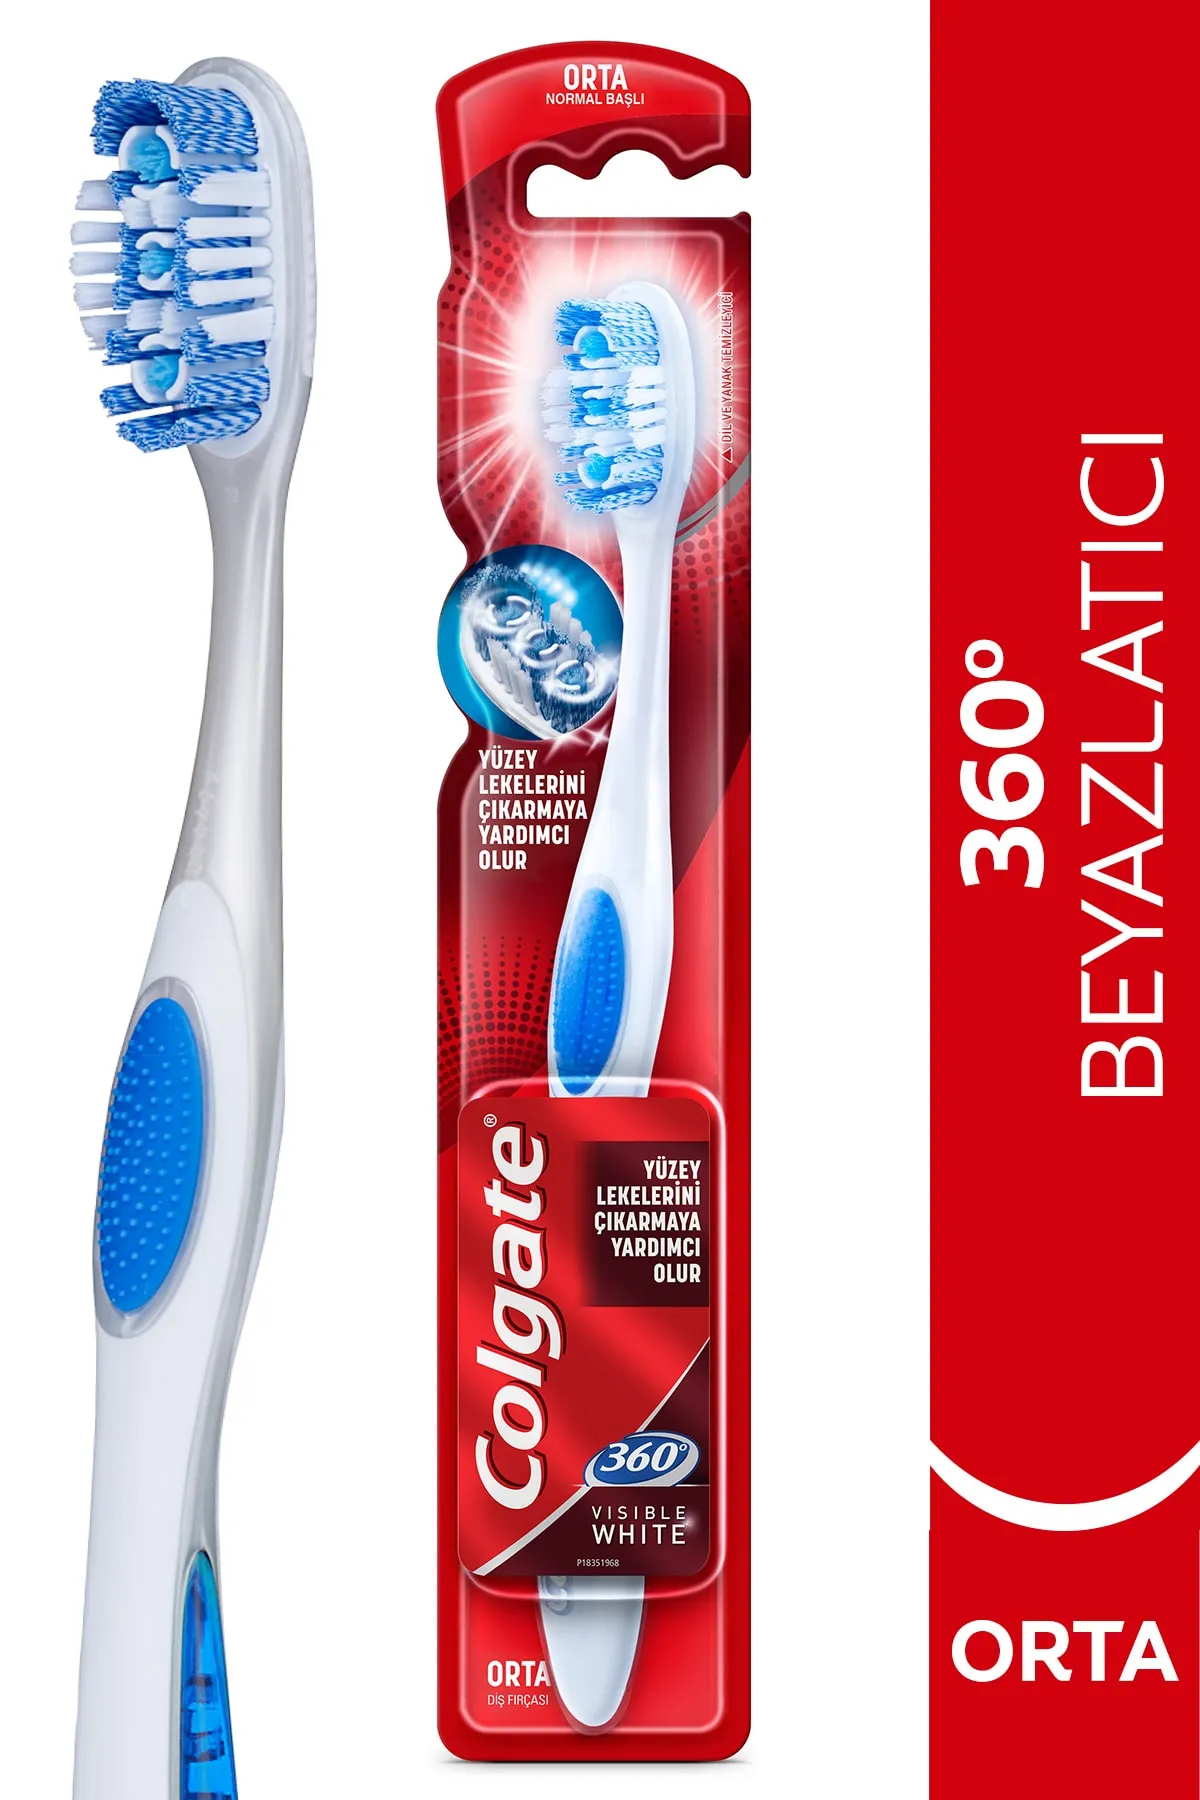 ORTA
NORMAL BAŞLI
⚠ DİL VE YANAK TEMİZLEYİCİ
YÜZEY
LEKELERİNİ
ÇIKARMAYA
YARDIMCI
OLUR
Colgate®
YÜZEY
LEKELERİNİ
ÇIKARMAYA
YARDIMCI
OLUR
360°
VISIBLE
WHITE
P18351968
ORTA
DİŞ FIRÇASI
360°
BEYAZLATICI
ORTA